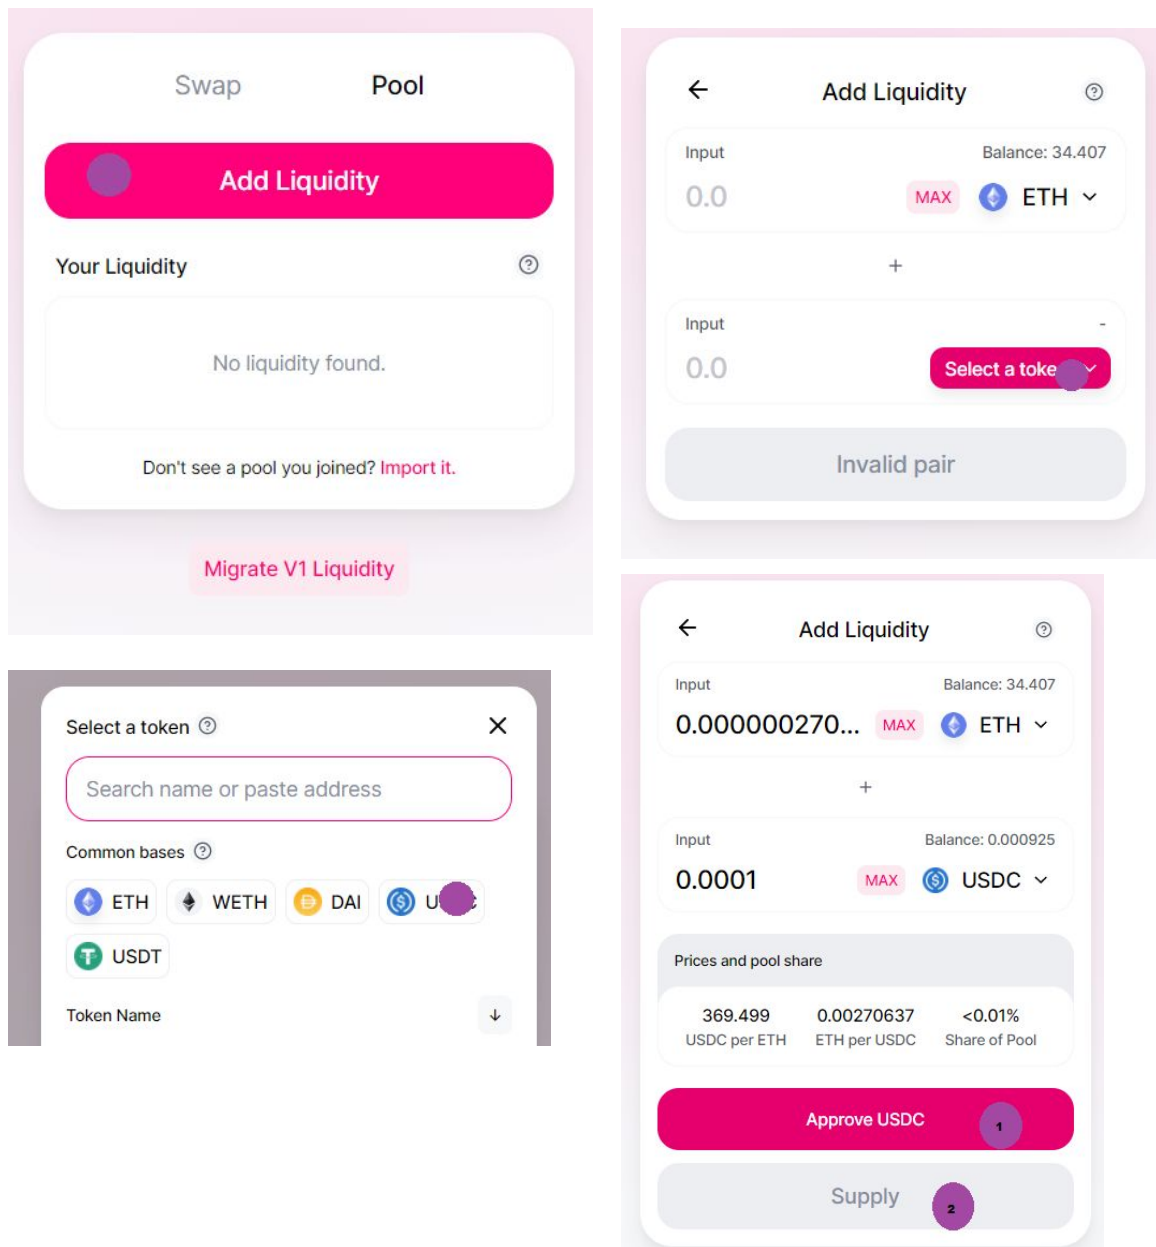 Swap Pool
Add Liquidity
Your Liquidity
No liquidity found.
Don't see a pool you joined? Import it.
Migrate V1 Liquidity
Add Liquidity
Input Balance: 34.407
0.0 MAX ETH
+
Input -
0.0 Select a
Invalid pair
Select a token
Search name or paste address
Common bases
ETH WETH DAI
USDT
Token Name
Add Liquidity
Input Balance: 34.407
0.000000270... MAX ETH
+
Input Balance: 0.000925
0.0001 MAX USDC
Prices and pool share
369.499 0.00270637 <0.01%
USDC per ETH ETH per USDC Share of Pool
Approve USDC 1
Supply 2